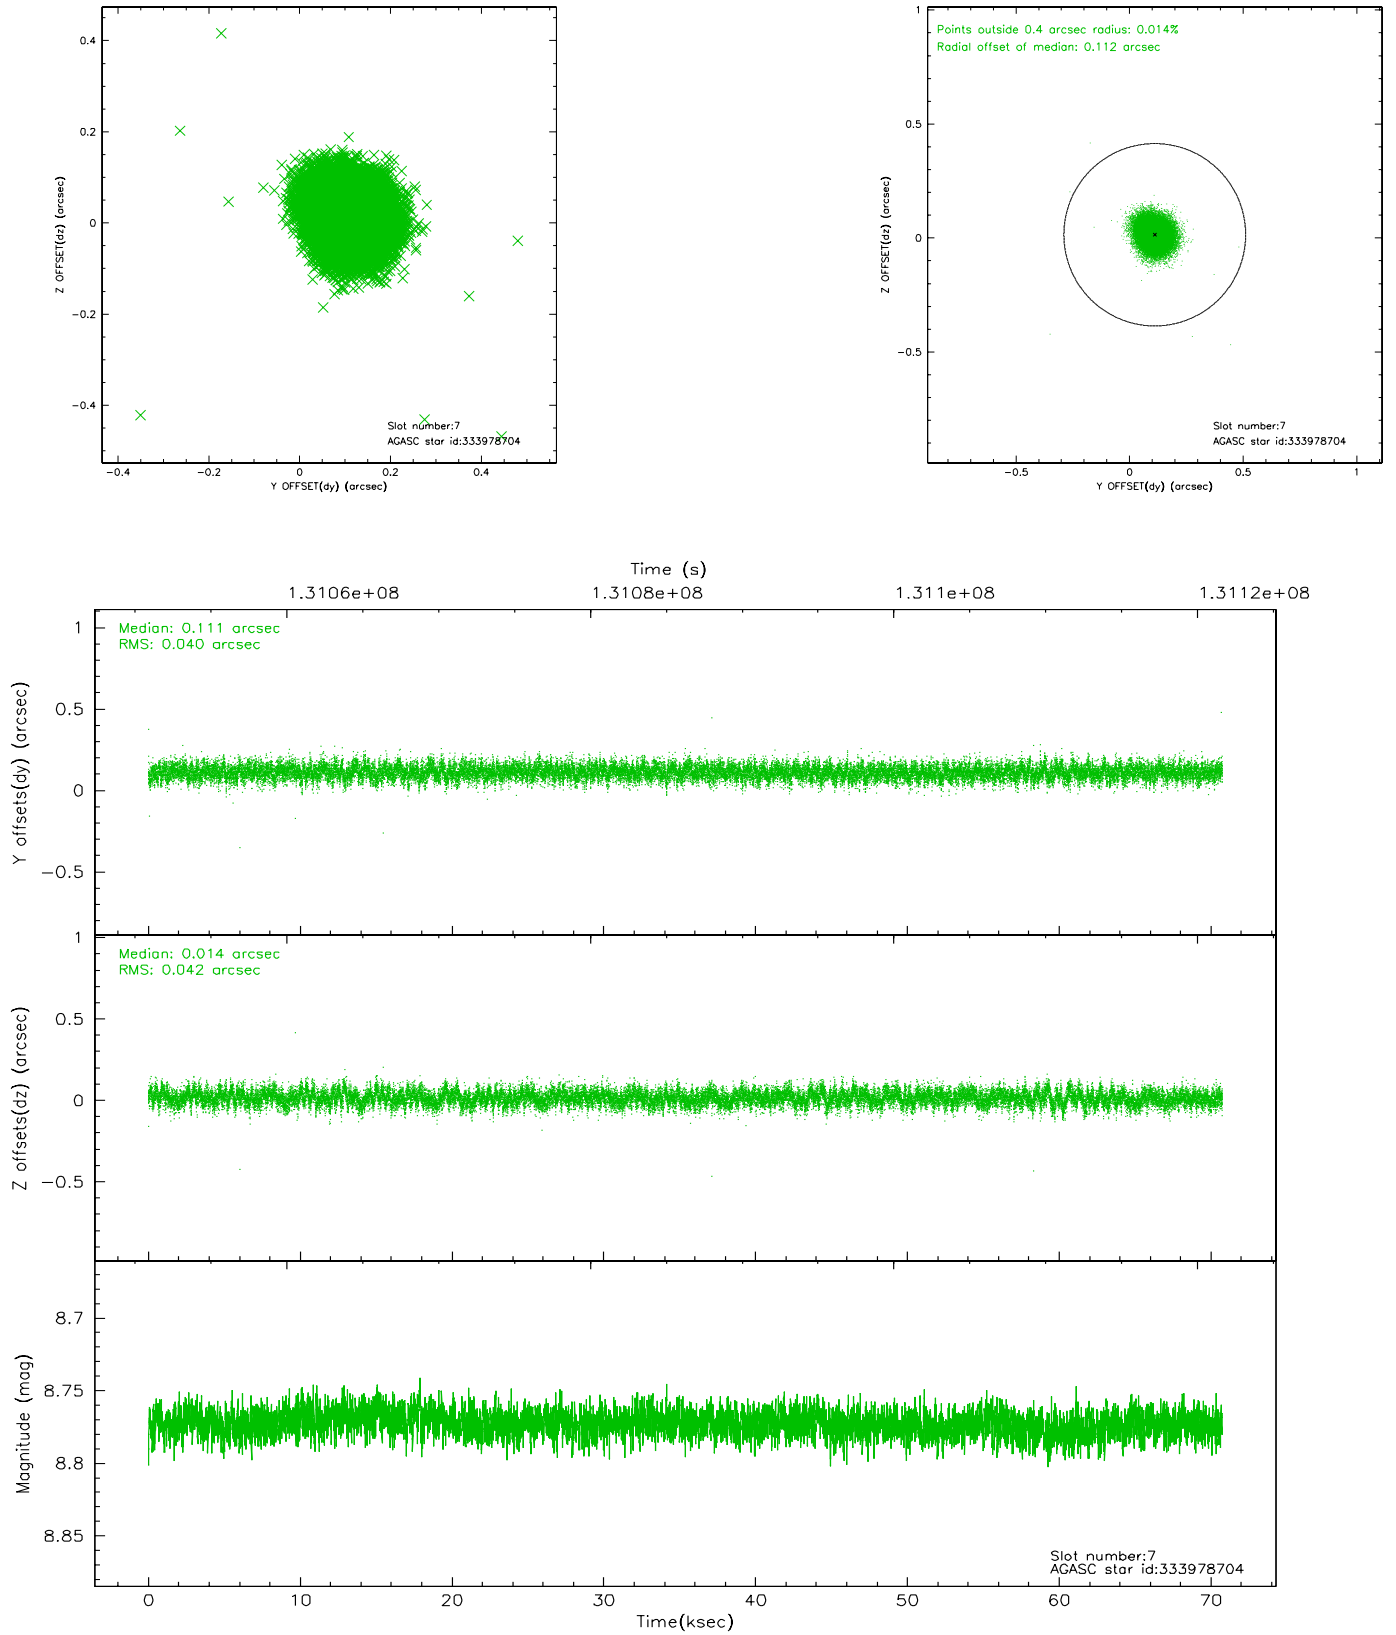 0.4
0.2
0
−0.2
−0.4
Z OFFSET(dz) (arcsec)
Slot number:7
AGASC star id:333978704
−0.4 −0.2 0 0.2 0.4
Y OFFSET(dy) (arcsec)
Points outside 0.4 arcsec radius: 0.014%
Radial offset of median: 0.112 arcsec
1
0.5
0
−0.5
Z OFFSET(dz) (arcsec)
Slot number:7
AGASC star id:333978704
−0.5 0 0.5 1
Y OFFSET(dy) (arcsec)
Time (s)
1.3106e+08 1.3108e+08 1.311e+08 1.3112e+08
Median: 0.111 arcsec
RMS: 0.040 arcsec
1
0.5
0
−0.5
Y offsets(dy) (arcsec)
Median: 0.014 arcsec
RMS: 0.042 arcsec
1
0.5
0
−0.5
Z offsets(dz) (arcsec)
8.7
8.75
8.8
8.85
Magnitude (mag)
Slot number:7
AGASC star id:333978704
0 10 20 30 40 50 60 70
Time(ksec)